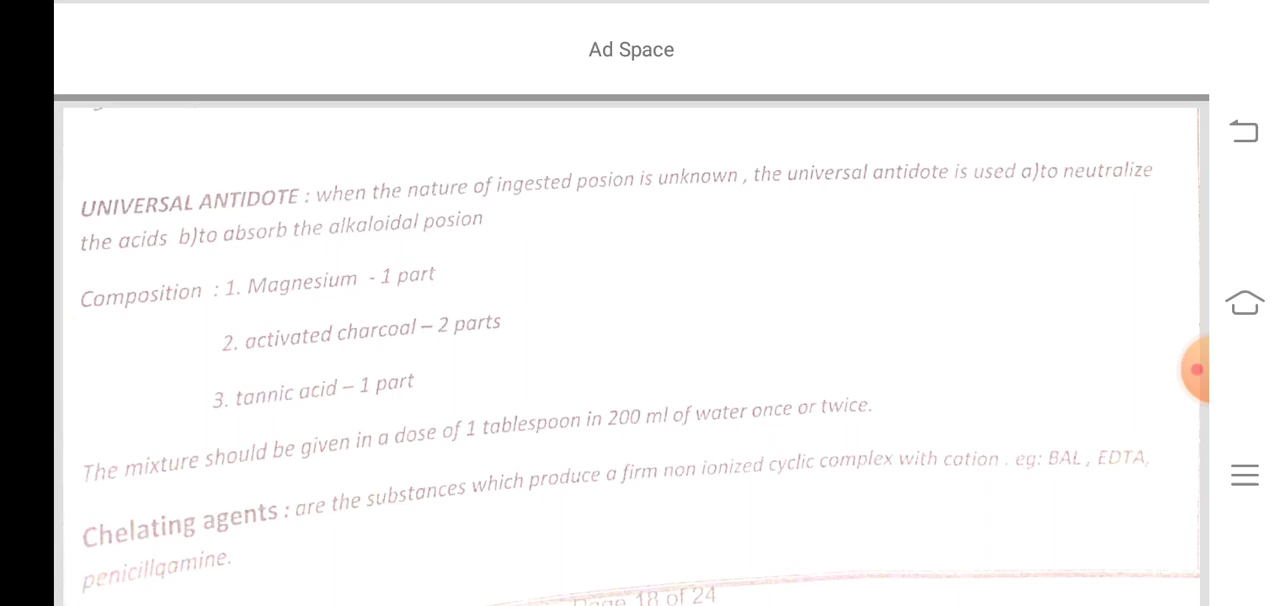 Ad Space
UNIVERSAL ANTIDOTE : when the nature of ingested posion is unknown , the universal antidote is used a)to neutralize
the acids b)to absorb the alkaloidal posion
Composition : 1. Magnesium - 1 part
2. activated charcoal – 2 parts
3. tannic acid – 1 part
The mixture should be given in a dose of 1 tablespoon in 200 ml of water once or twice.
Chelating agents : are the substances which produce a firm non ionized cyclic complex with cation . eg: BAL , EDTA,
penicillqamine.
Page 18 of 24